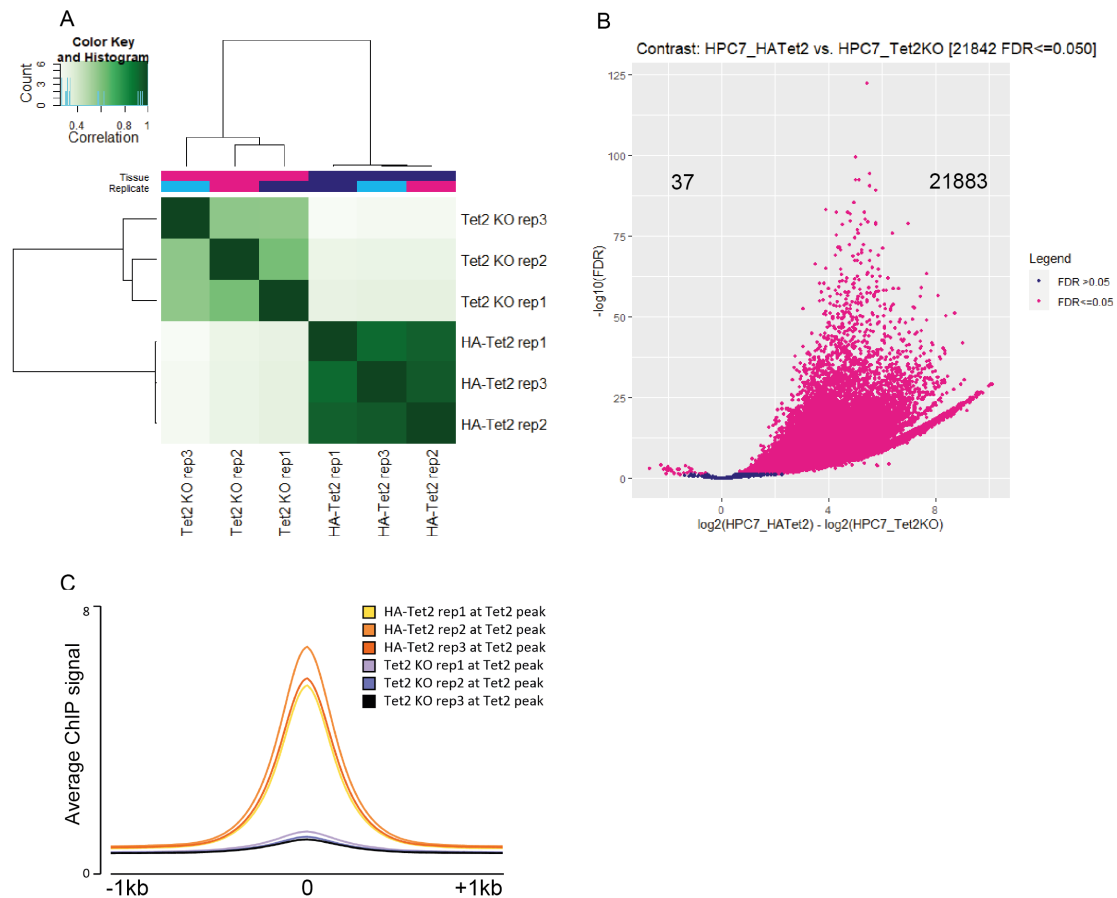 A
Color Key
and Histogram
Count
0 3 6
0.4 0.8 1
Correlation
Tissue
Replicate
Tet2 KO rep3
Tet2 KO rep2
Tet2 KO rep1
HA-Tet2 rep1
HA-Tet2 rep3
HA-Tet2 rep2
Tet2 KO rep3
Tet2 KO rep2
Tet2 KO rep1
HA-Tet2 rep1
HA-Tet2 rep3
HA-Tet2 rep2
B
Contrast: HPC7_HATet2 vs. HPC7_Tet2KO [21842 FDR<=0.050]
125
100
75
50
25
0
-log10(FDR)
37
21883
0 4 8
log2(HPC7_HATet2) - log2(HPC7_Tet2KO)
Legend
FDR >0.05
FDR<=0.05
C
8
0
Average ChIP signal
-1kb 0 +1kb
HA-Tet2 rep1 at Tet2 peak
HA-Tet2 rep2 at Tet2 peak
HA-Tet2 rep3 at Tet2 peak
Tet2 KO rep1 at Tet2 peak
Tet2 KO rep2 at Tet2 peak
Tet2 KO rep3 at Tet2 peak